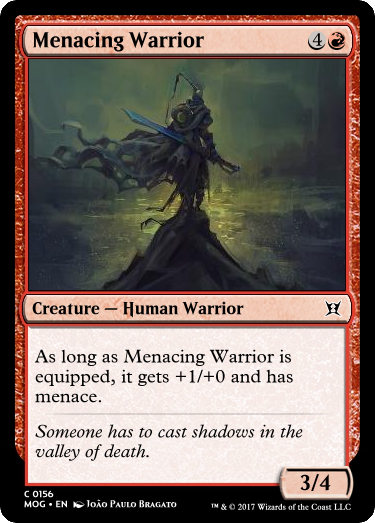 Menacing Warrior 4
Creature — Human Warrior
As long as Menacing Warrior is
equipped, it gets +1/+0 and has
menace.
Someone has to cast shadows in the
valley of death.
3/4
C 0156
MOG • EN João Paulo Bragato
™ & © 2017 Wizards of the Coast LLC